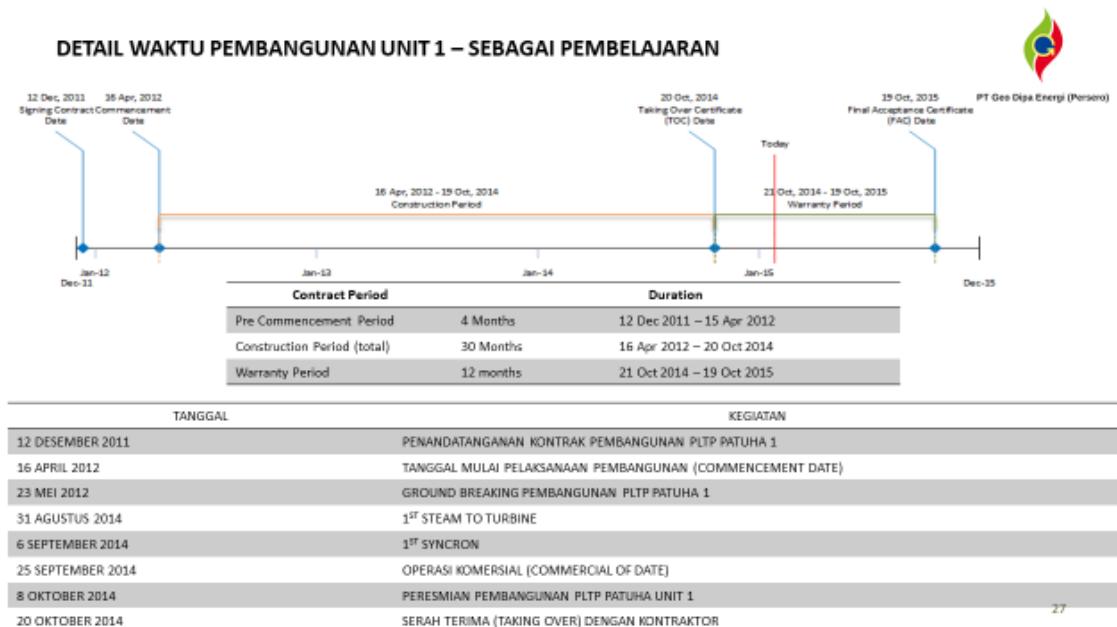 DETAIL WAKTU PEMBANGUNAN UNIT 1 – SEBAGAI PEMBELAJARAN
PT Geo Dipa Energi (Persero)
12 Dec, 2011
Signing Contract
Date
16 Apr, 2012
Commencement
Date
20 Oct, 2014
Taking Over Certificate
(TOC) Date
19 Oct, 2015
Final Acceptance Certificate
(FAC) Date
Today
16 Apr, 2012 - 19 Oct, 2014
Construction Period
21 Oct, 2014 - 19 Oct, 2015
Warranty Period
Jan-12
Jan-13
Jan-14
Jan-15
Dec-11
Dec-15
Contract Period Duration
Pre Commencement Period 4 Months 12 Dec 2011 – 15 Apr 2012
Construction Period (total) 30 Months 16 Apr 2012 – 20 Oct 2014
Warranty Period 12 months 21 Oct 2014 – 19 Oct 2015
TANGGAL KEGIATAN
12 DESEMBER 2011 PENANDATANGANAN KONTRAK PEMBANGUNAN PLTP PATUHA 1
16 APRIL 2012 TANGGAL MULAI PELAKSANAAN PEMBANGUNAN (COMMENCEMENT DATE)
23 MEI 2012 GROUND BREAKING PEMBANGUNAN PLTP PATUHA 1
31 AGUSTUS 2014 1ST STEAM TO TURBINE
6 SEPTEMBER 2014 1ST SYNCRON
25 SEPTEMBER 2014 OPERASI KOMERSIAL (COMMERCIAL OF DATE)
8 OKTOBER 2014 PERESMIAN PEMBANGUNAN PLTP PATUHA UNIT 1
20 OKTOBER 2014 SERAH TERIMA (TAKING OVER) DENGAN KONTRAKTOR
27